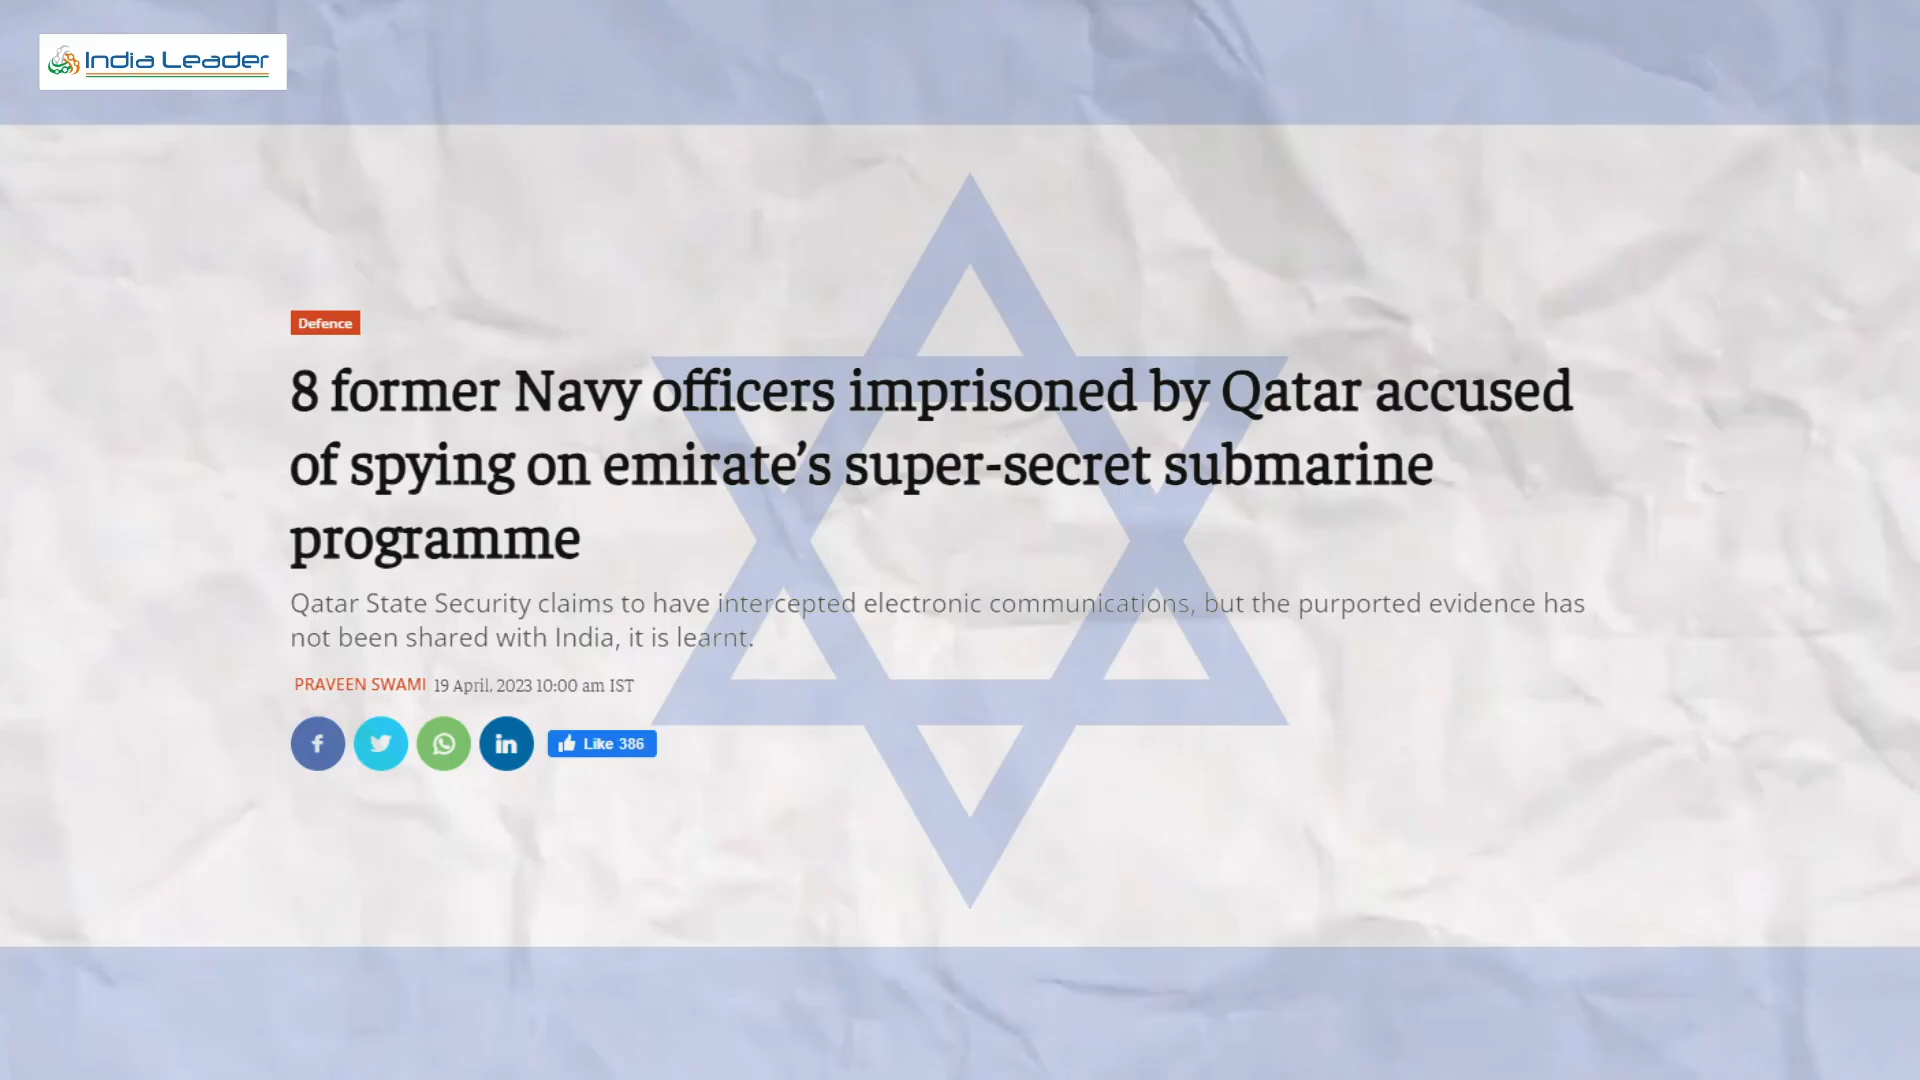 India Leader
Defence
8 former Navy officers imprisoned by Qatar accused
of spying on emirate’s super-secret submarine
programme
Qatar State Security claims to have intercepted electronic communications, but the purported evidence has
not been shared with India, it is learnt.
PRAVEEN SWAMI 19 April, 2023 10:00 am IST
Like 386